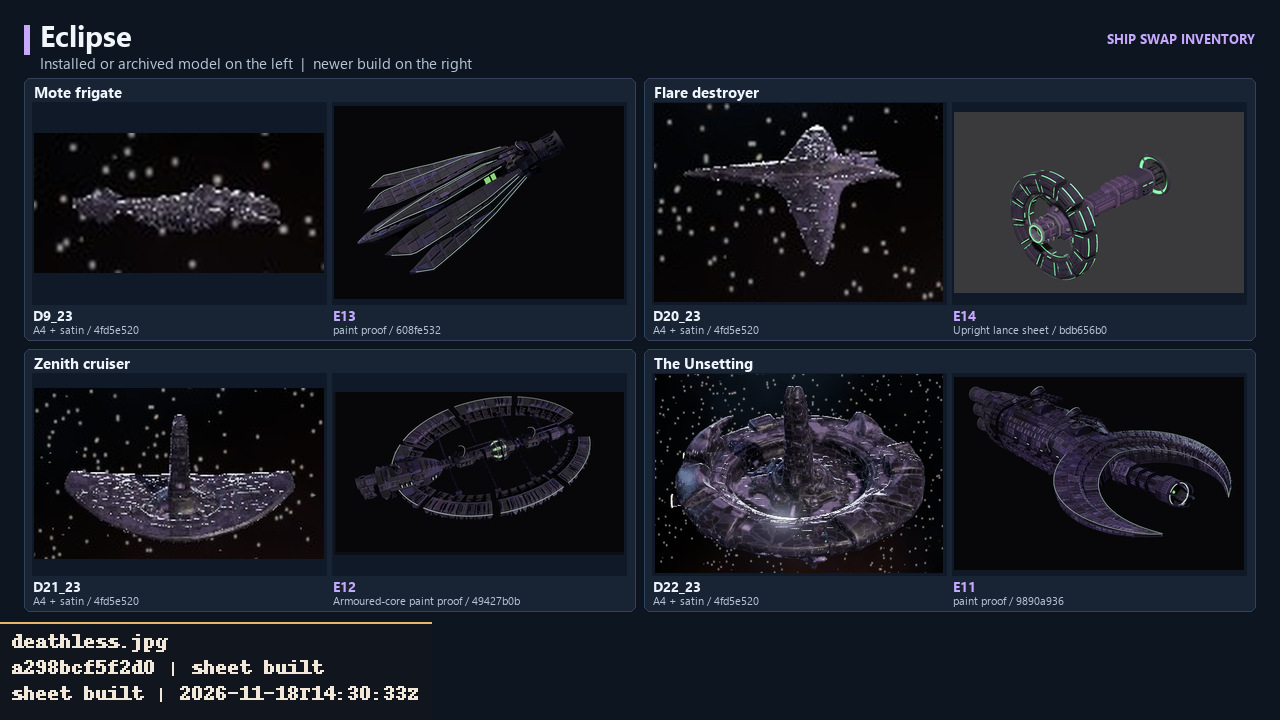 Eclipse
SHIP SWAP INVENTORY
Installed or archived model on the left | newer build on the right
Mote frigate
D9_23
A4 + satin / 4fd5e520
E13
paint proof / 608fe532
Flare destroyer
D20_23
A4 + satin / 4fd5e520
E14
Upright lance sheet / bdb656b0
Zenith cruiser
D21_23
A4 + satin / 4fd5e520
E12
Armoured-core paint proof / 49427b0b
The Unsetting
D22_23
A4 + satin / 4fd5e520
E11
paint proof / 9890a936
deathless.jpg
a298bcf5f2d0 | sheet built
sheet built | 2026-11-18T14:30:33Z